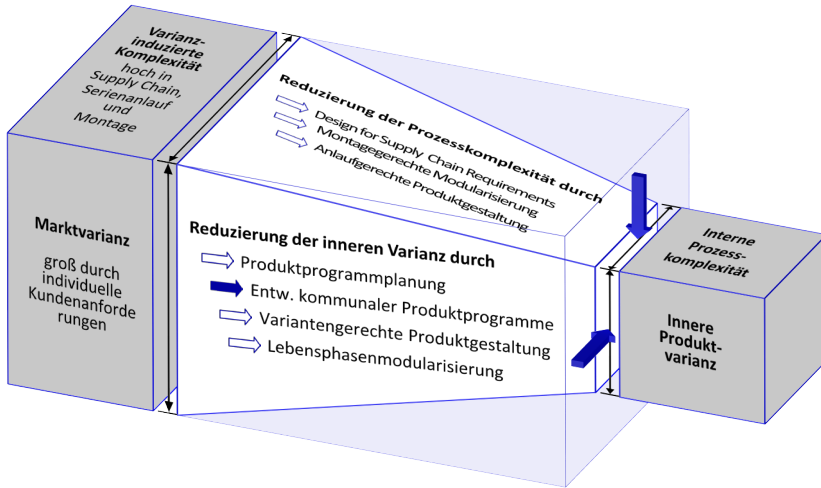 Varianz-
induzierte
Komplexität
hoch in
Supply Chain,
Serienanlauf
und
Montage
Reduzierung der Prozesskomplexität durch
Design for Supply Chain Requirements
Montagegerechte Modularisierung
Anlaufgerechte Produktgestaltung
Marktvarianz
groß durch
individuelle
Kundenanforde
rungen
Reduzierung der inneren Varianz durch
Produktprogrammplanung
Entw. kommunaler Produktprogramme
Variantengerechte Produktgestaltung
Lebensphasenmodularisierung
Interne
Prozess-
komplexität
Innere
Produkt-
varianz